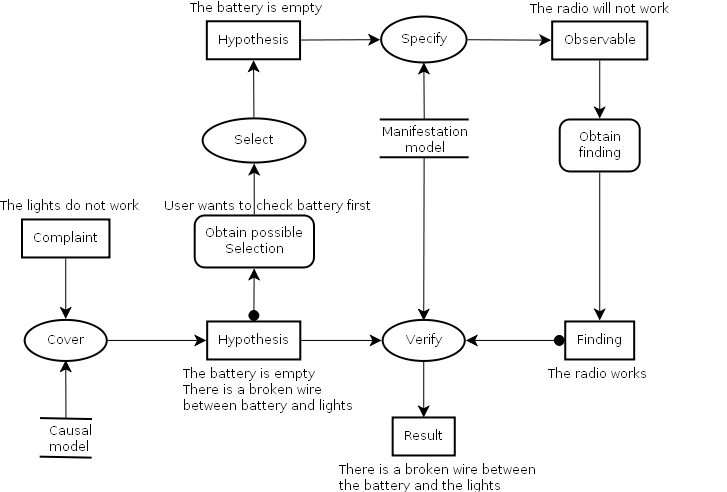 The battery is empty
The radio will not work
Hypothesis
Specify
Observable
Manifestation
model
Obtain
finding
Select
The lights do not work
User wants to check battery first
Complaint
Obtain possible
Selection
Cover
Hypothesis
Verify
Finding
The battery is empty
There is a broken wire
between battery and lights
The radio works
Causal
model
Result
There is a broken wire between
the battery and the lights